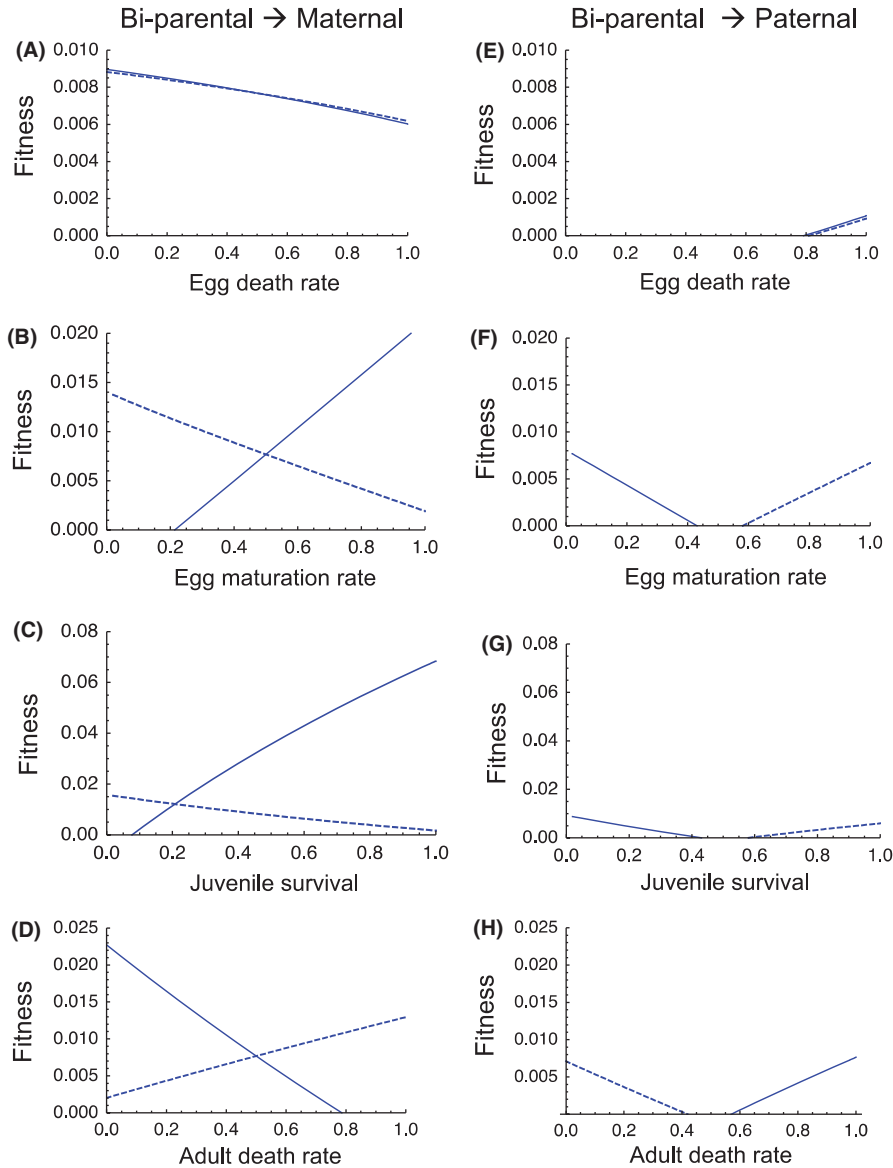 Bi-parental → Maternal
(A)
0.010
0.008
0.006
0.004
0.002
0.000
Fitness
0.0 0.2 0.4 0.6 0.8 1.0
Egg death rate
(B)
0.020
0.015
0.010
0.005
0.000
Fitness
0.0 0.2 0.4 0.6 0.8 1.0
Egg maturation rate
(C)
0.08
0.06
0.04
0.02
0.00
Fitness
0.0 0.2 0.4 0.6 0.8 1.0
Juvenile survival
(D)
0.025
0.020
0.015
0.010
0.005
0.000
Fitness
0.0 0.2 0.4 0.6 0.8 1.0
Adult death rate
Bi-parental → Paternal
(E)
0.010
0.008
0.006
0.004
0.002
0.000
Fitness
0.0 0.2 0.4 0.6 0.8 1.0
Egg death rate
(F)
0.020
0.015
0.010
0.005
0.000
Fitness
0.0 0.2 0.4 0.6 0.8 1.0
Egg maturation rate
(G)
0.08
0.06
0.04
0.02
0.00
Fitness
0.0 0.2 0.4 0.6 0.8 1.0
Juvenile survival
(H)
0.025
0.020
0.015
0.010
0.005
Fitness
0.0 0.2 0.4 0.6 0.8 1.0
Adult death rate